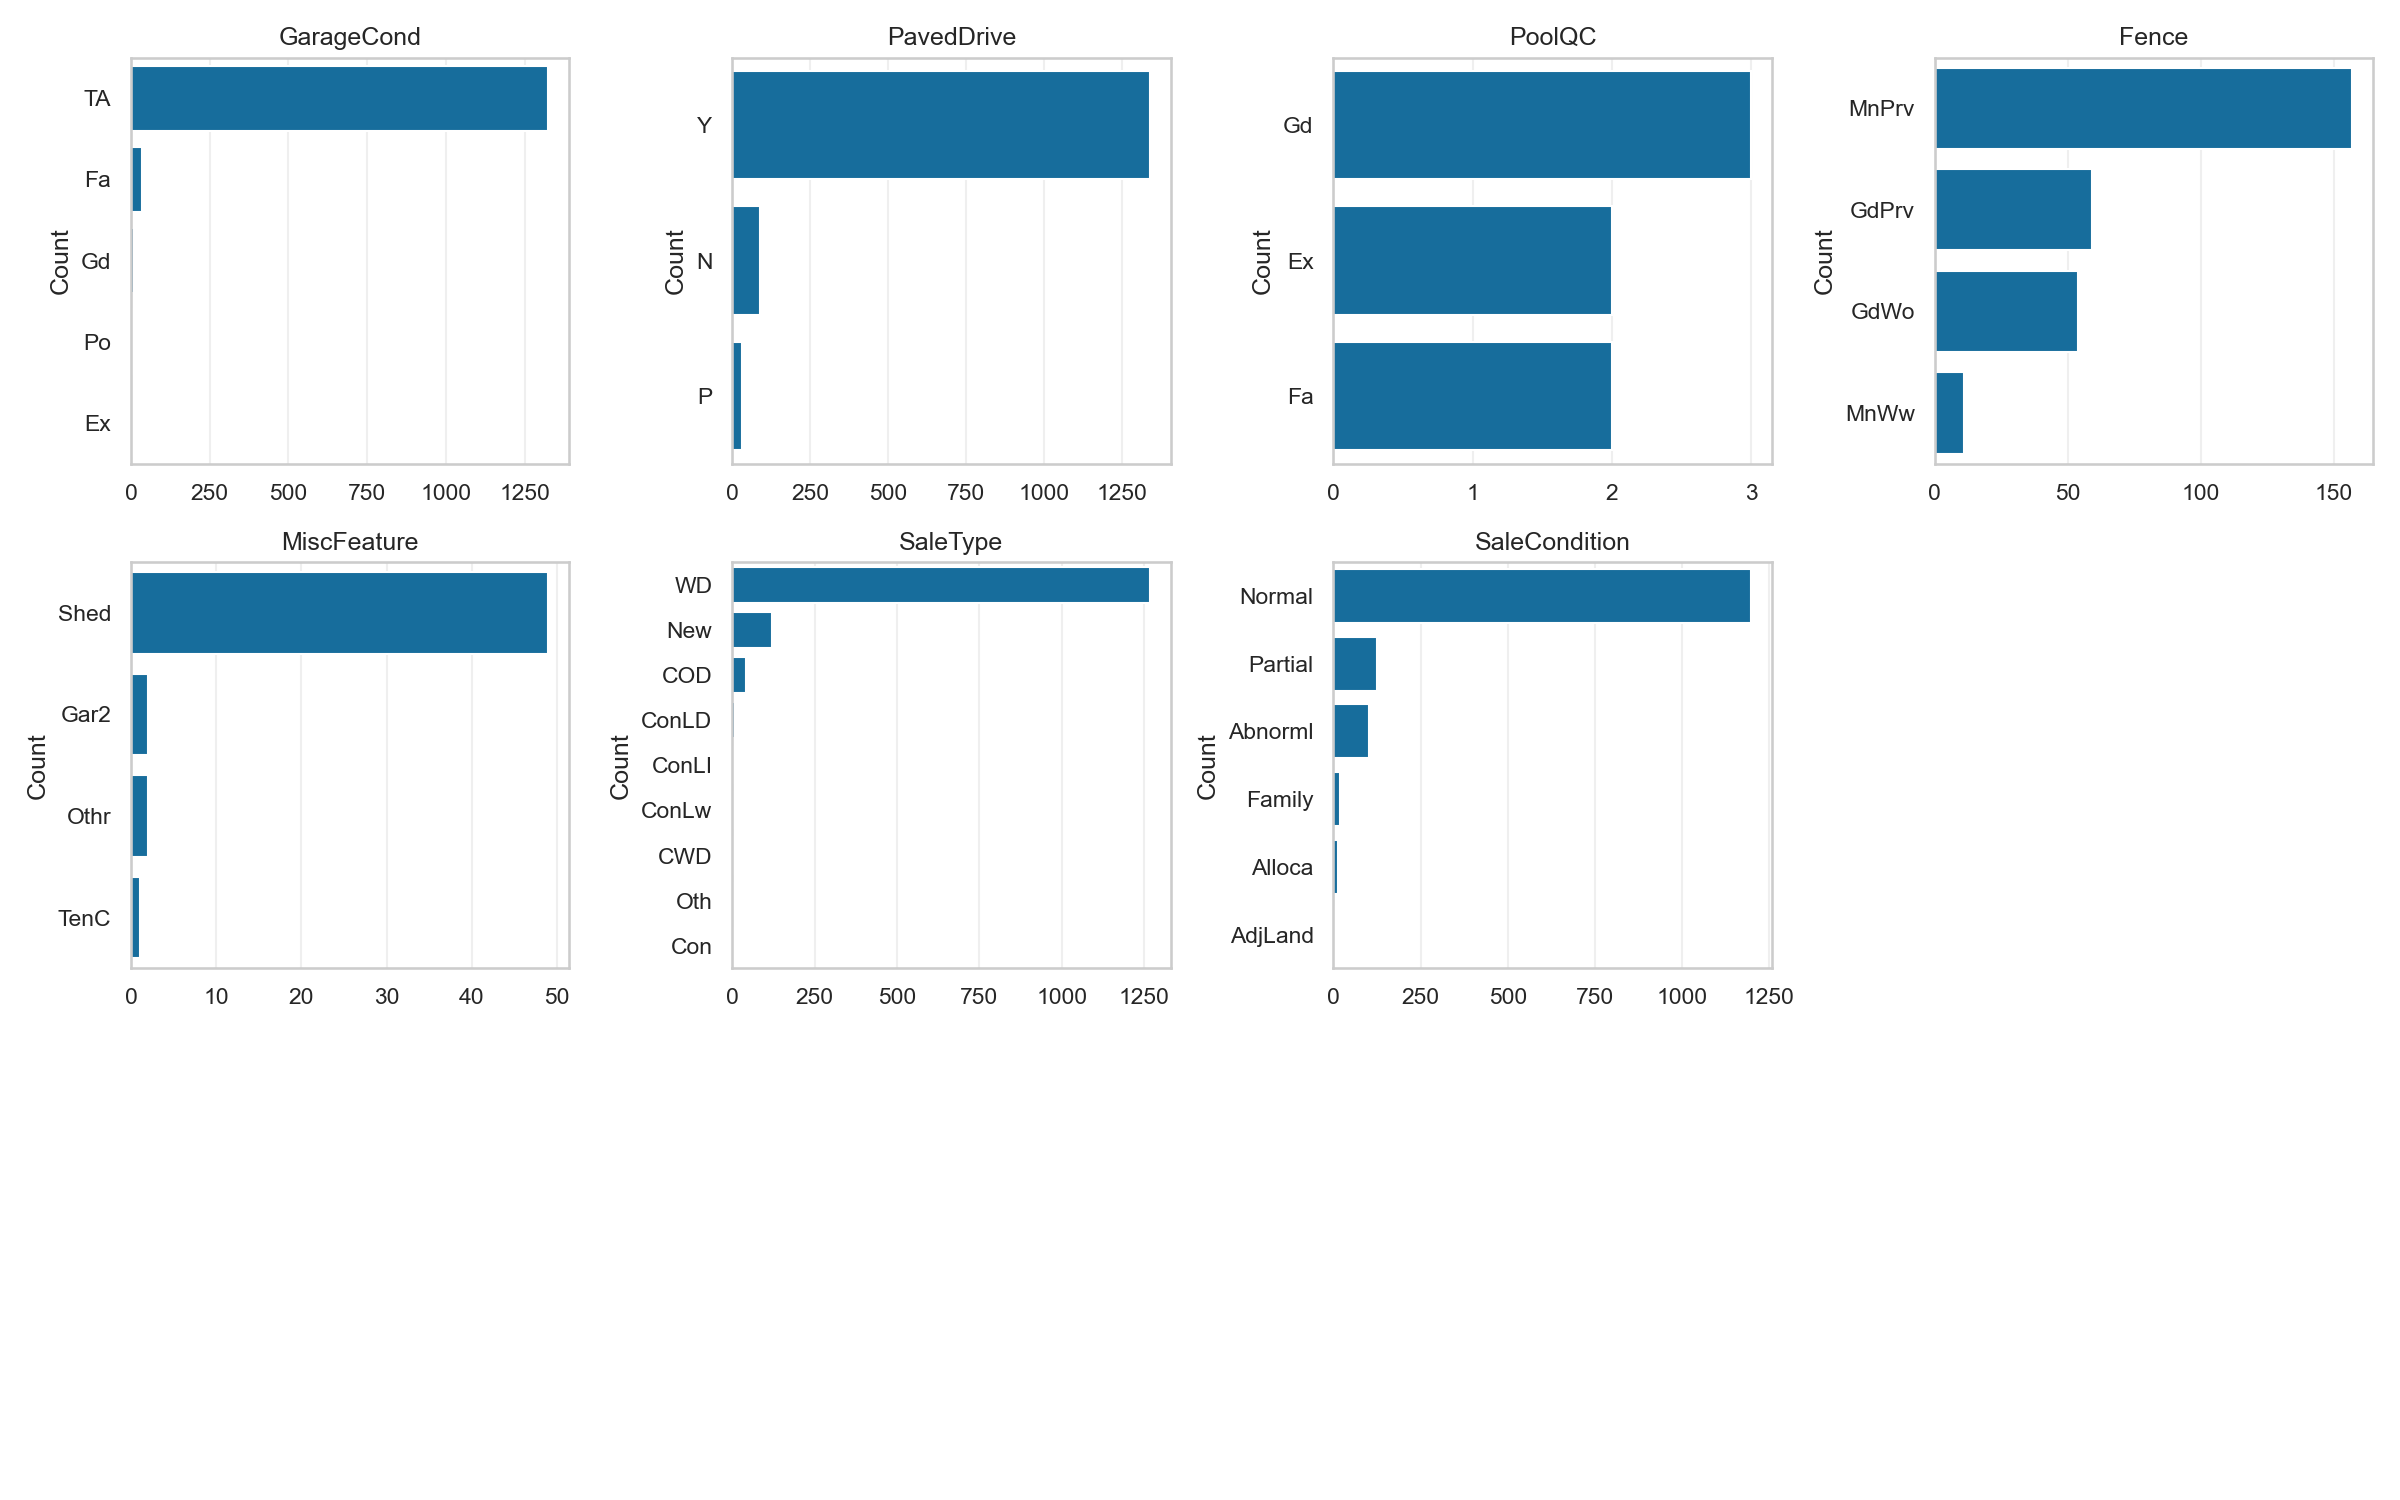 GarageCond
TA
Fa
Gd
Po
Ex
Count
0 250 500 750 1000 1250
PavedDrive
Y
N
P
Count
0 250 500 750 1000 1250
PoolQC
Gd
Ex
Fa
Count
0 1 2 3
Fence
MnPrv
GdPrv
GdWo
MnWw
Count
0 50 100 150
MiscFeature
Shed
Gar2
Othr
TenC
Count
0 10 20 30 40 50
SaleType
WD
New
COD
ConLD
ConLI
ConLw
CWD
Oth
Con
Count
0 250 500 750 1000 1250
SaleCondition
Normal
Partial
Abnorml
Family
Alloca
AdjLand
Count
0 250 500 750 1000 1250